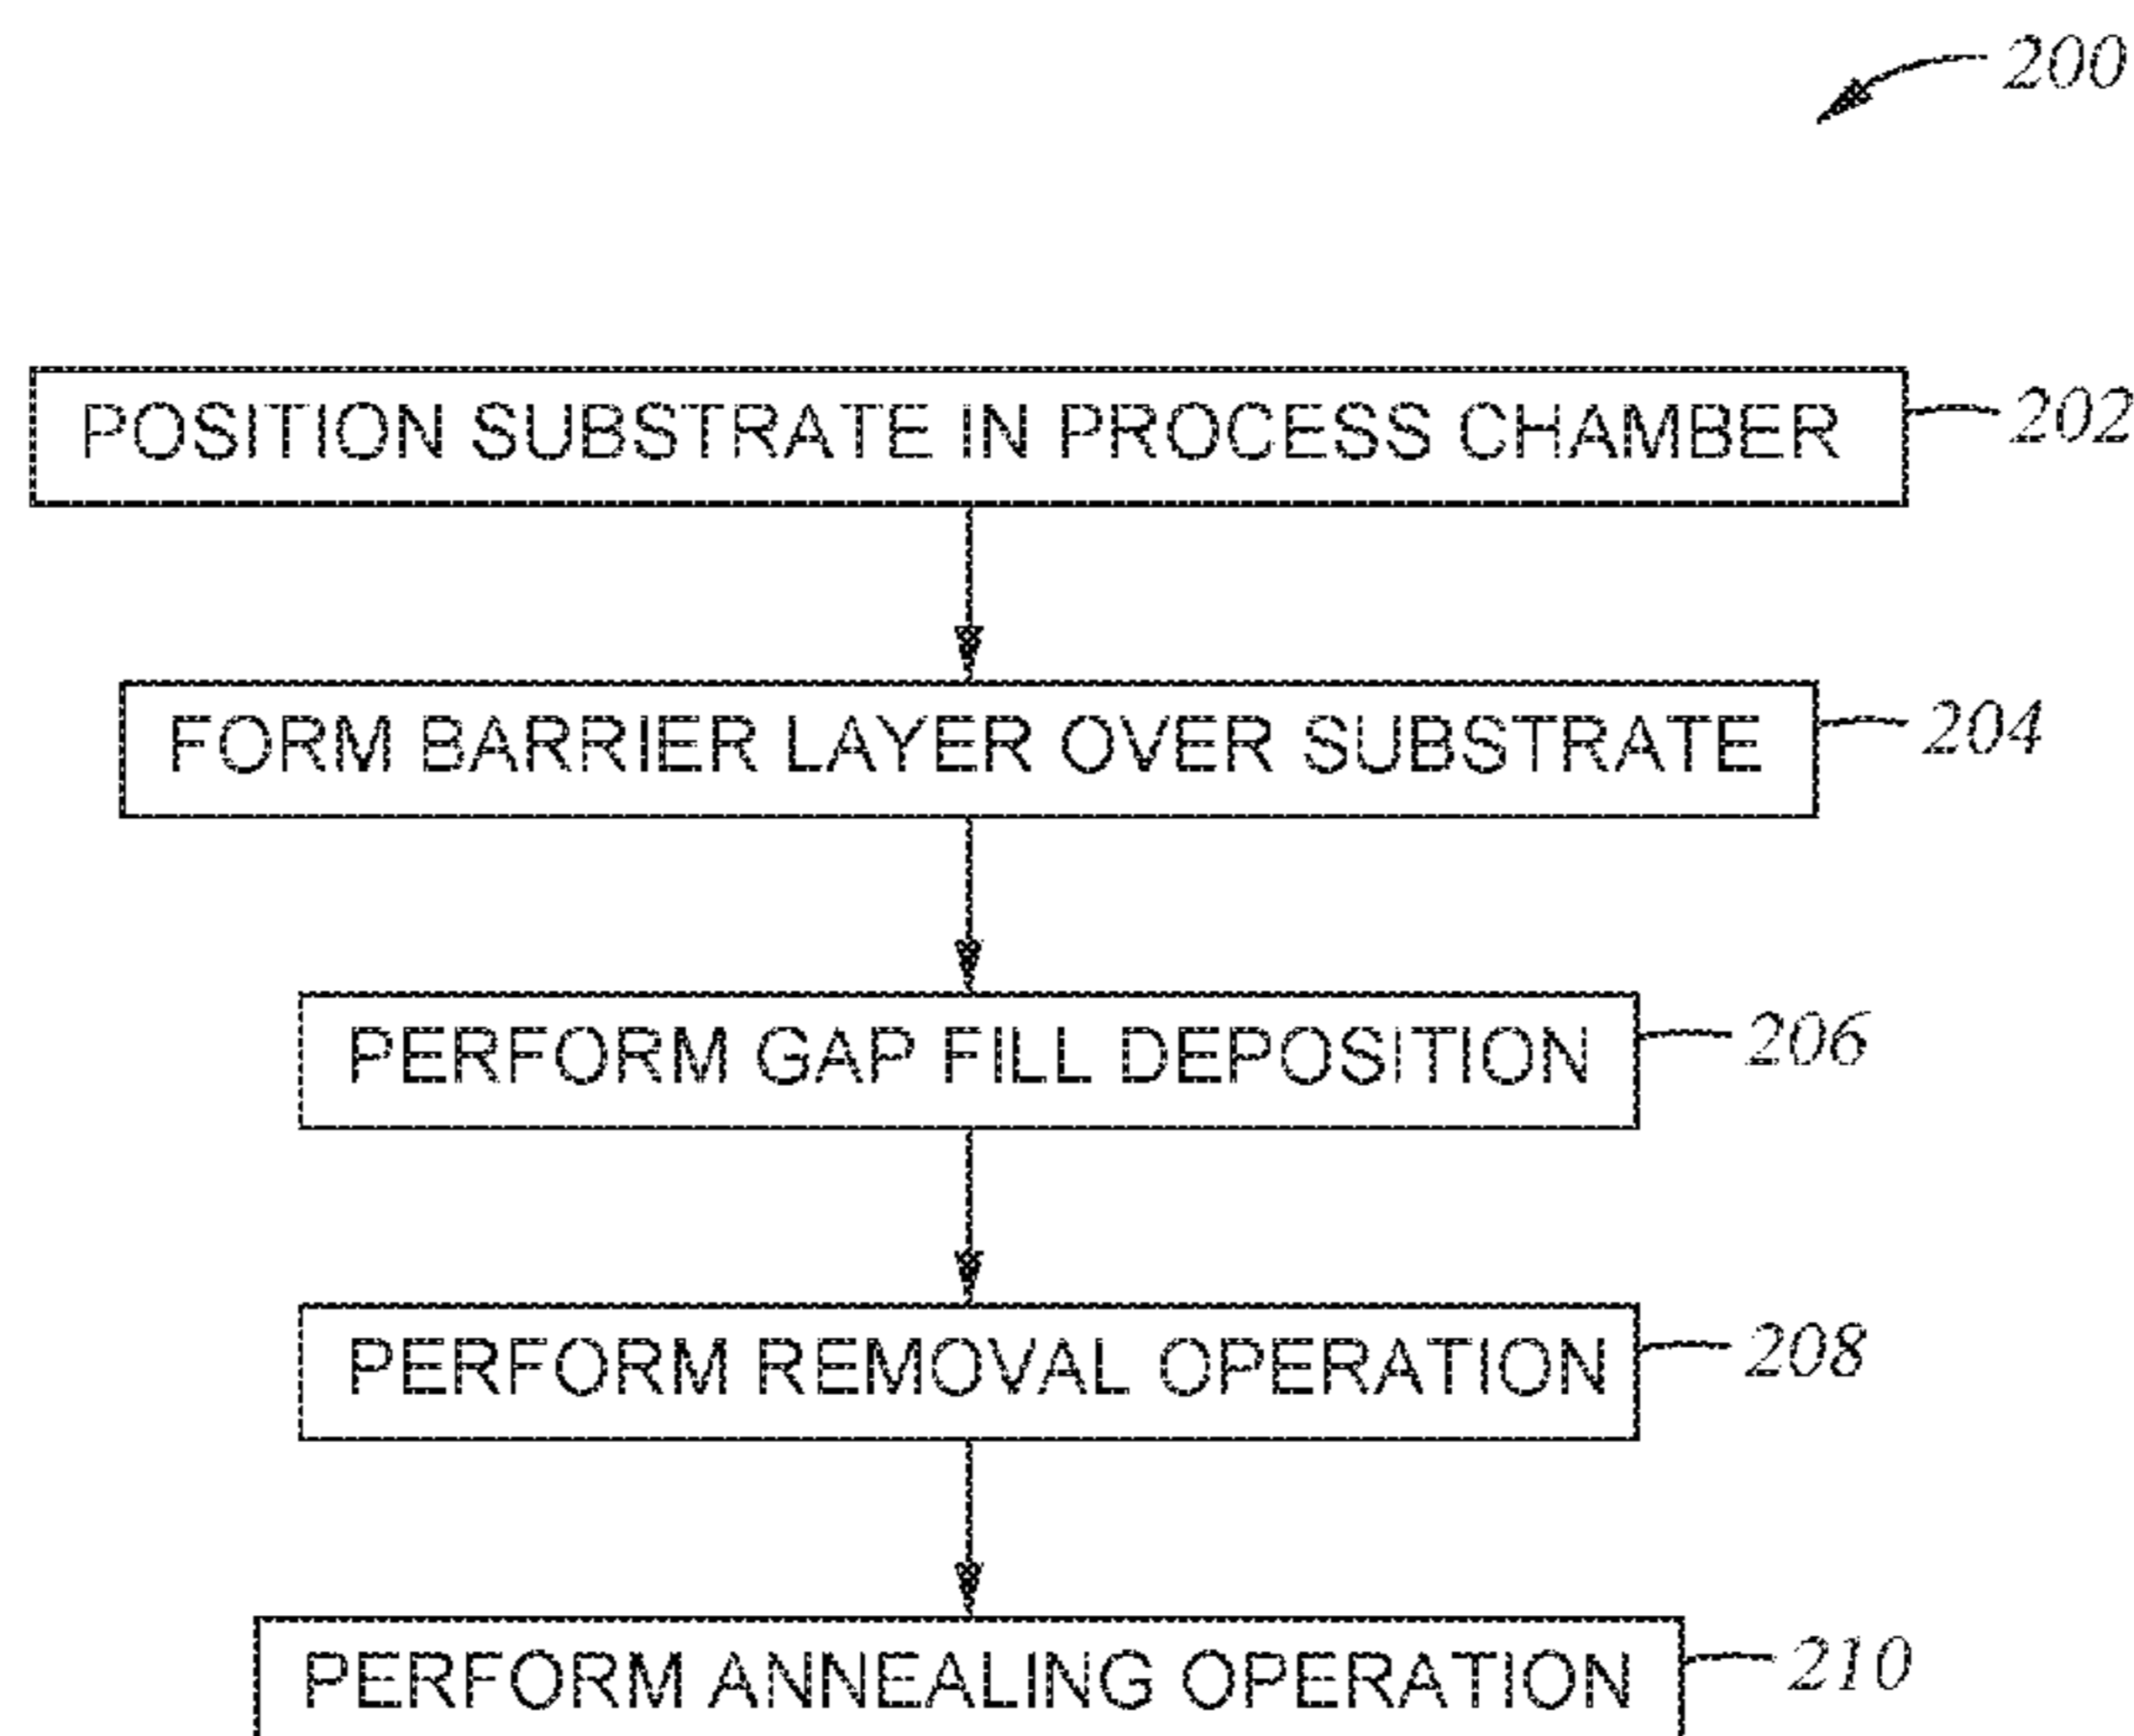 200
POSITION SUBSTRATE IN PROCESS CHAMBER 202
FORM BARRIER LAYER OVER SUBSTRATE 204
PERFORM GAP FILL DEPOSITION 206
PERFORM REMOVAL OPERATION 208
PERFORM ANNEALING OPERATION 210